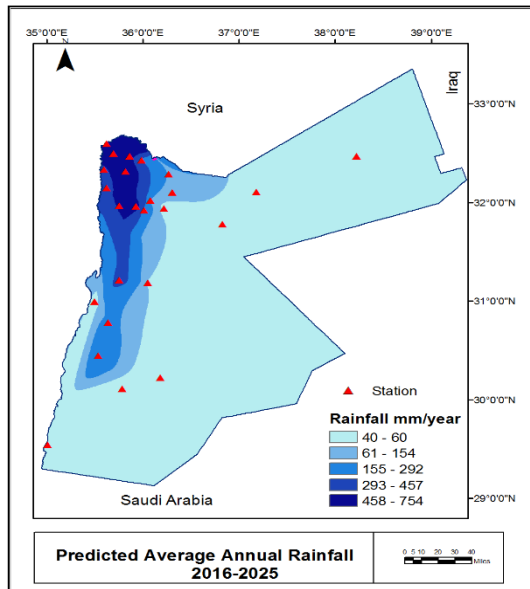 35°0'0"E 36°0'0"E 37°0'0"E 38°0'0"E 39°0'0"E
Syria
Iraq
33°0'0"N
32°0'0"N
31°0'0"N
30°0'0"N
29°0'0"N
Station
Rainfall mm/year
40 - 60
61 - 154
155 - 292
293 - 457
458 - 754
Saudi Arabia
Predicted Average Annual Rainfall
2016-2025
0 5 10 20 30 40
Miles